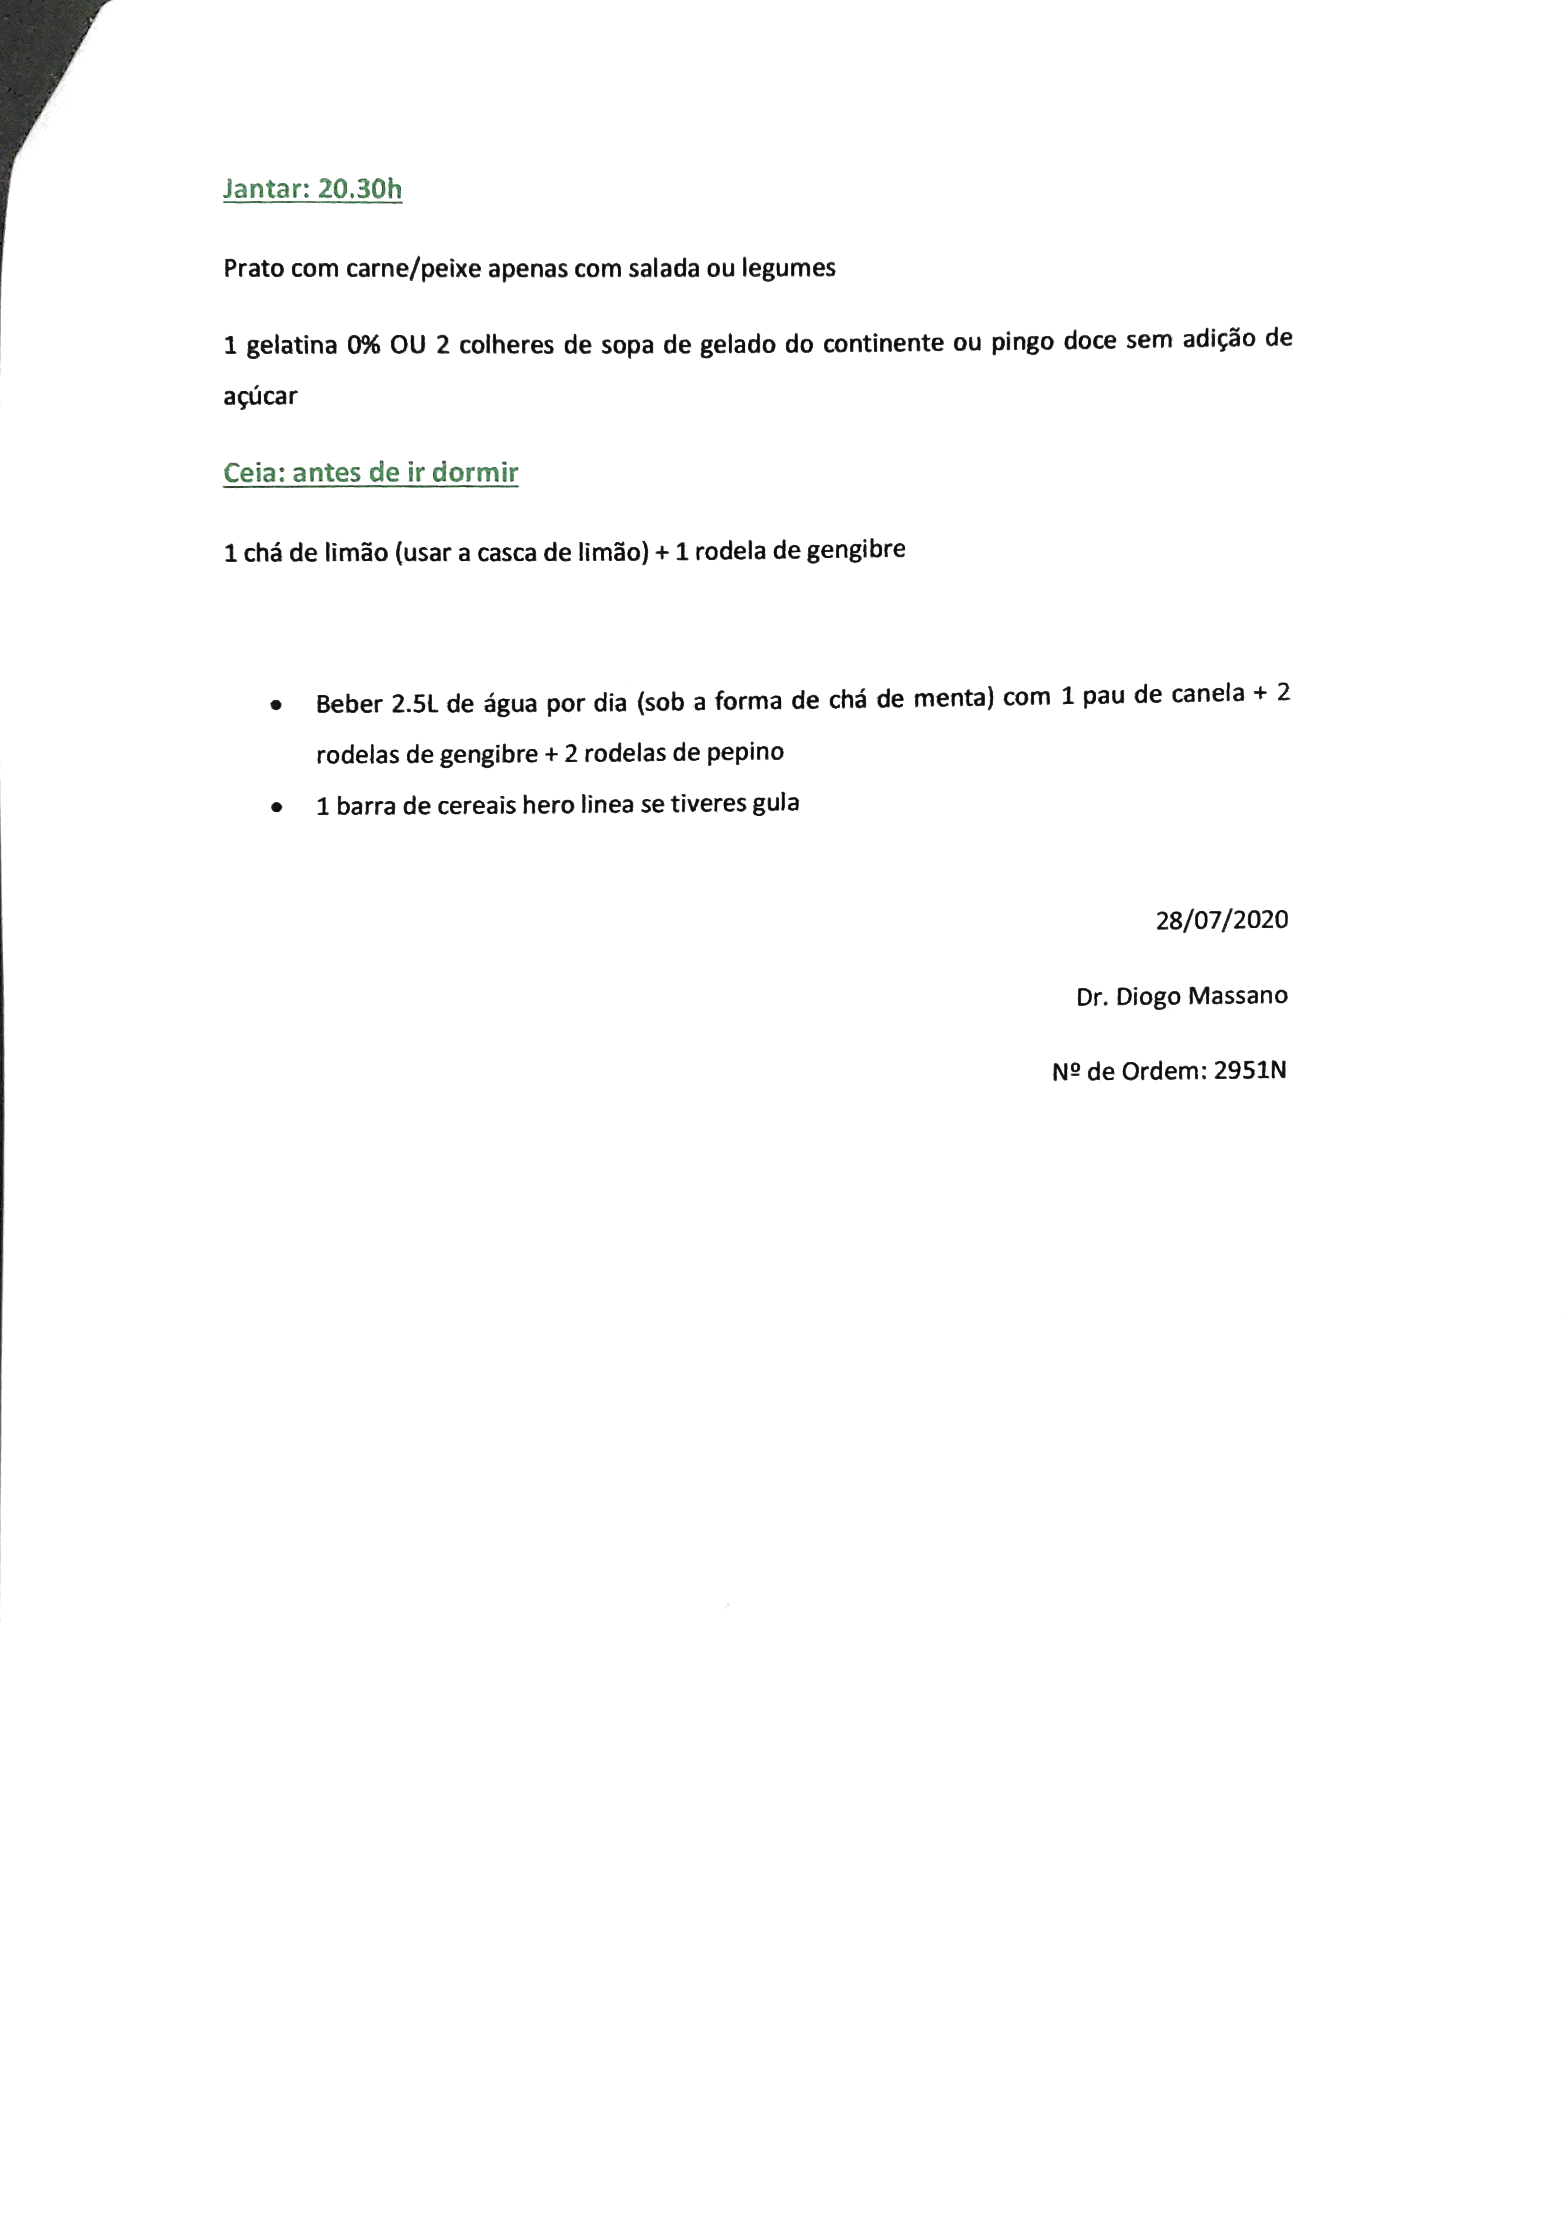 Jantar: 20.30h
Prato com carne/peixe apenas com salada ou legumes
1 gelatina 0% OU 2 colheres de sopa de gelado do continente ou pingo doce sem adição de
açúcar
Ceia: antes de ir dormir
1 chá de limão (usar a casca de limão) + 1 rodela de gengibre
• Beber 2.5L de água por dia (sob a forma de chá de menta) com 1 pau de canela + 2
rodelas de gengibre + 2 rodelas de pepino
• 1 barra de cereais hero linea se tiveres gula
28/07/2020
Dr. Diogo Massano
Nº de Ordem: 2951N